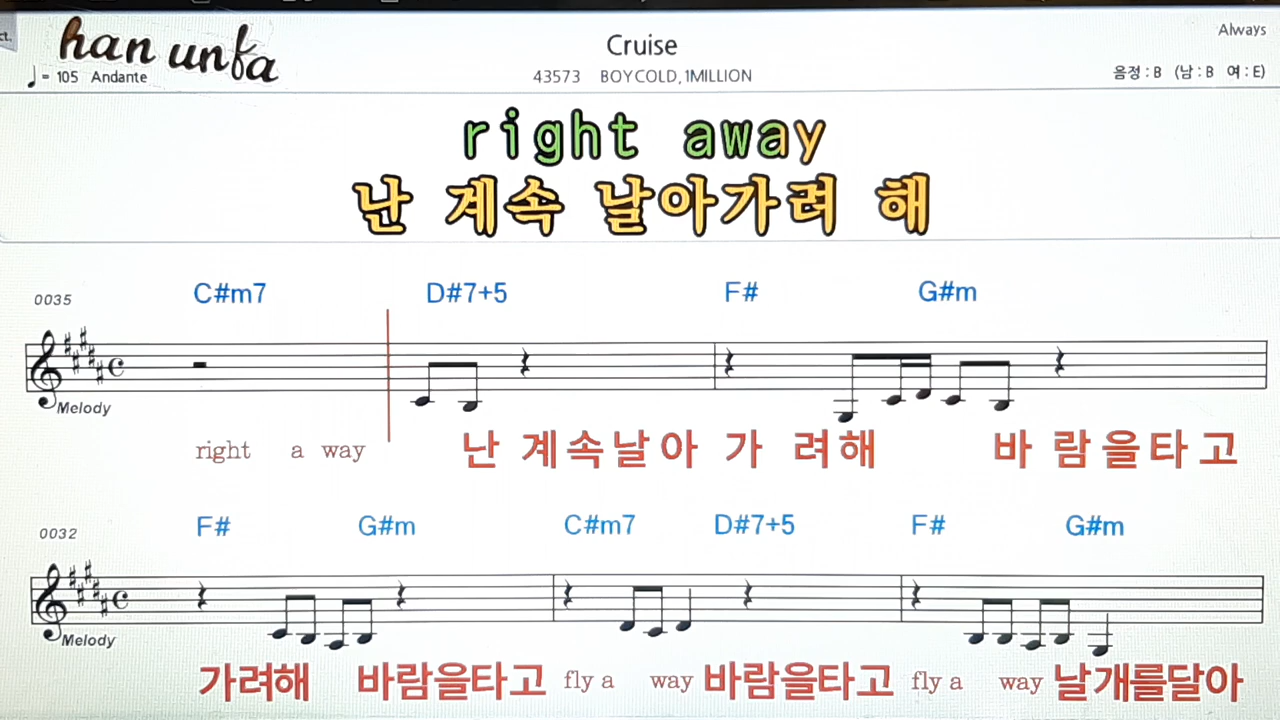 ct.
han unfa
Always
Cruise
♩= 105 Andante
43573 BOYCOLD, 1MILLION
음정 : B (남 : B 여 : E)
right away
난 계속 날아가려 해
0035
C#m7 D#7+5 F# G#m
Melody
right a way 난 계속날아 가 려해 바 람을타고
0032
F# G#m C#m7 D#7+5 F# G#m
Melody
가려해 바람을타고 fly a way 바람을타고 fly a way 날개를달아